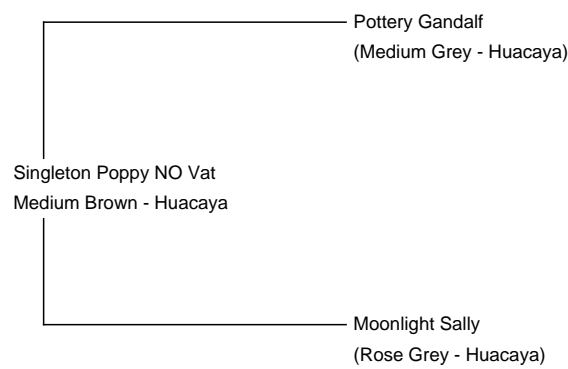 Pottery Gandalf
(Medium Grey - Huacaya)
Singleton Poppy NO Vat
Medium Brown - Huacaya
Moonlight Sally
(Rose Grey - Huacaya)